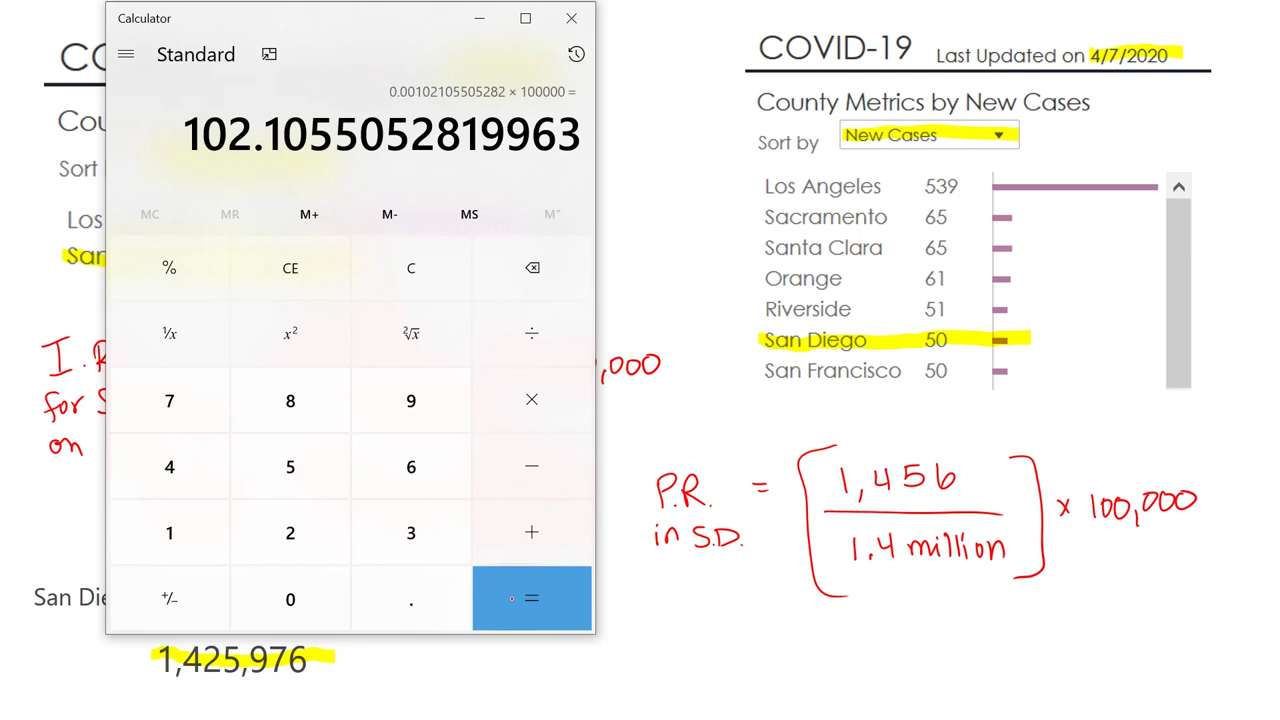 CO
Cou
Sort
Los
San
I. R
for S
on
,000
San Die
1,425,976
Calculator
Standard
0.00102105505282 × 100000 =
102.1055052819963
MC MR M+ M- MS M˅
% CE C
¹/x x² ²√x ÷
7 8 9 ×
4 5 6 −
1 2 3 +
+/− 0 . =
COVID-19 Last Updated on 4/7/2020
County Metrics by New Cases
Sort by New Cases
Los Angeles 539
Sacramento 65
Santa Clara 65
Orange 61
Riverside 51
San Diego 50
San Francisco 50
P.R. = [ 1,456 / 1.4 million ] × 100,000
in S.D.